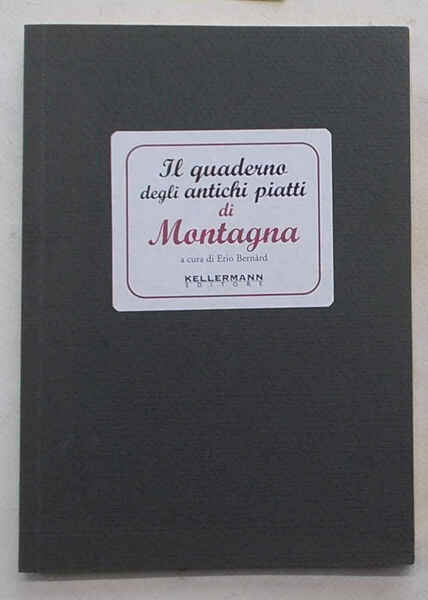 Il quaderno
degli antichi piatti
di
Montagna
a cura di Erio Bernàrd
KELLERMANN
EDITORE